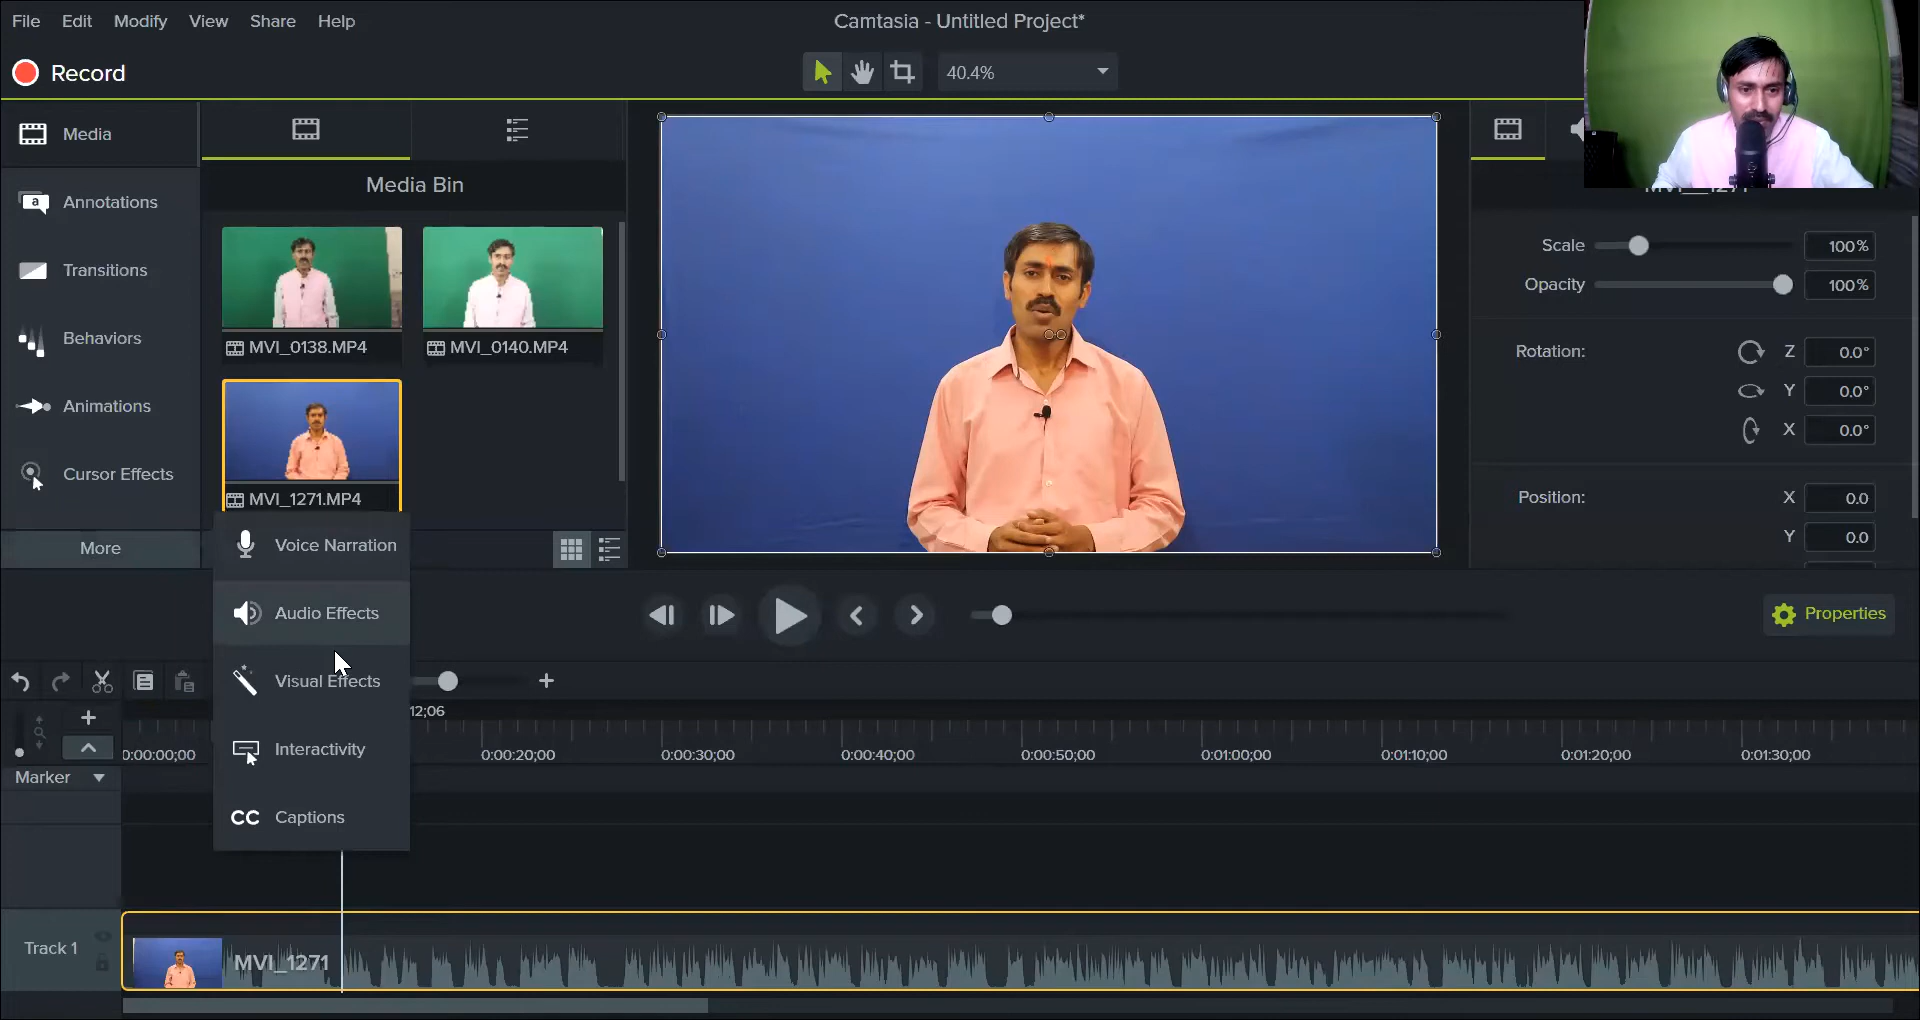 File Edit Modify View Share Help
Camtasia - Untitled Project*
Record
40.4%
Media
Annotations
Transitions
Behaviors
Animations
Cursor Effects
More
Media Bin
MVI_0138.MP4
MVI_0140.MP4
MVI_1271.MP4
Voice Narration
Audio Effects
Visual Effects
Interactivity
CC Captions
Scale 100%
Opacity 100%
Rotation: Z 0.0°
Y 0.0°
X 0.0°
Position: X 0.0
Y 0.0
Properties
12;06
0:00:00;00 0:00:20;00 0:00:30;00 0:00:40;00 0:00:50;00 0:01:00;00 0:01:10;00 0:01:20;00 0:01:30;00
Marker
Track 1
MVI_1271